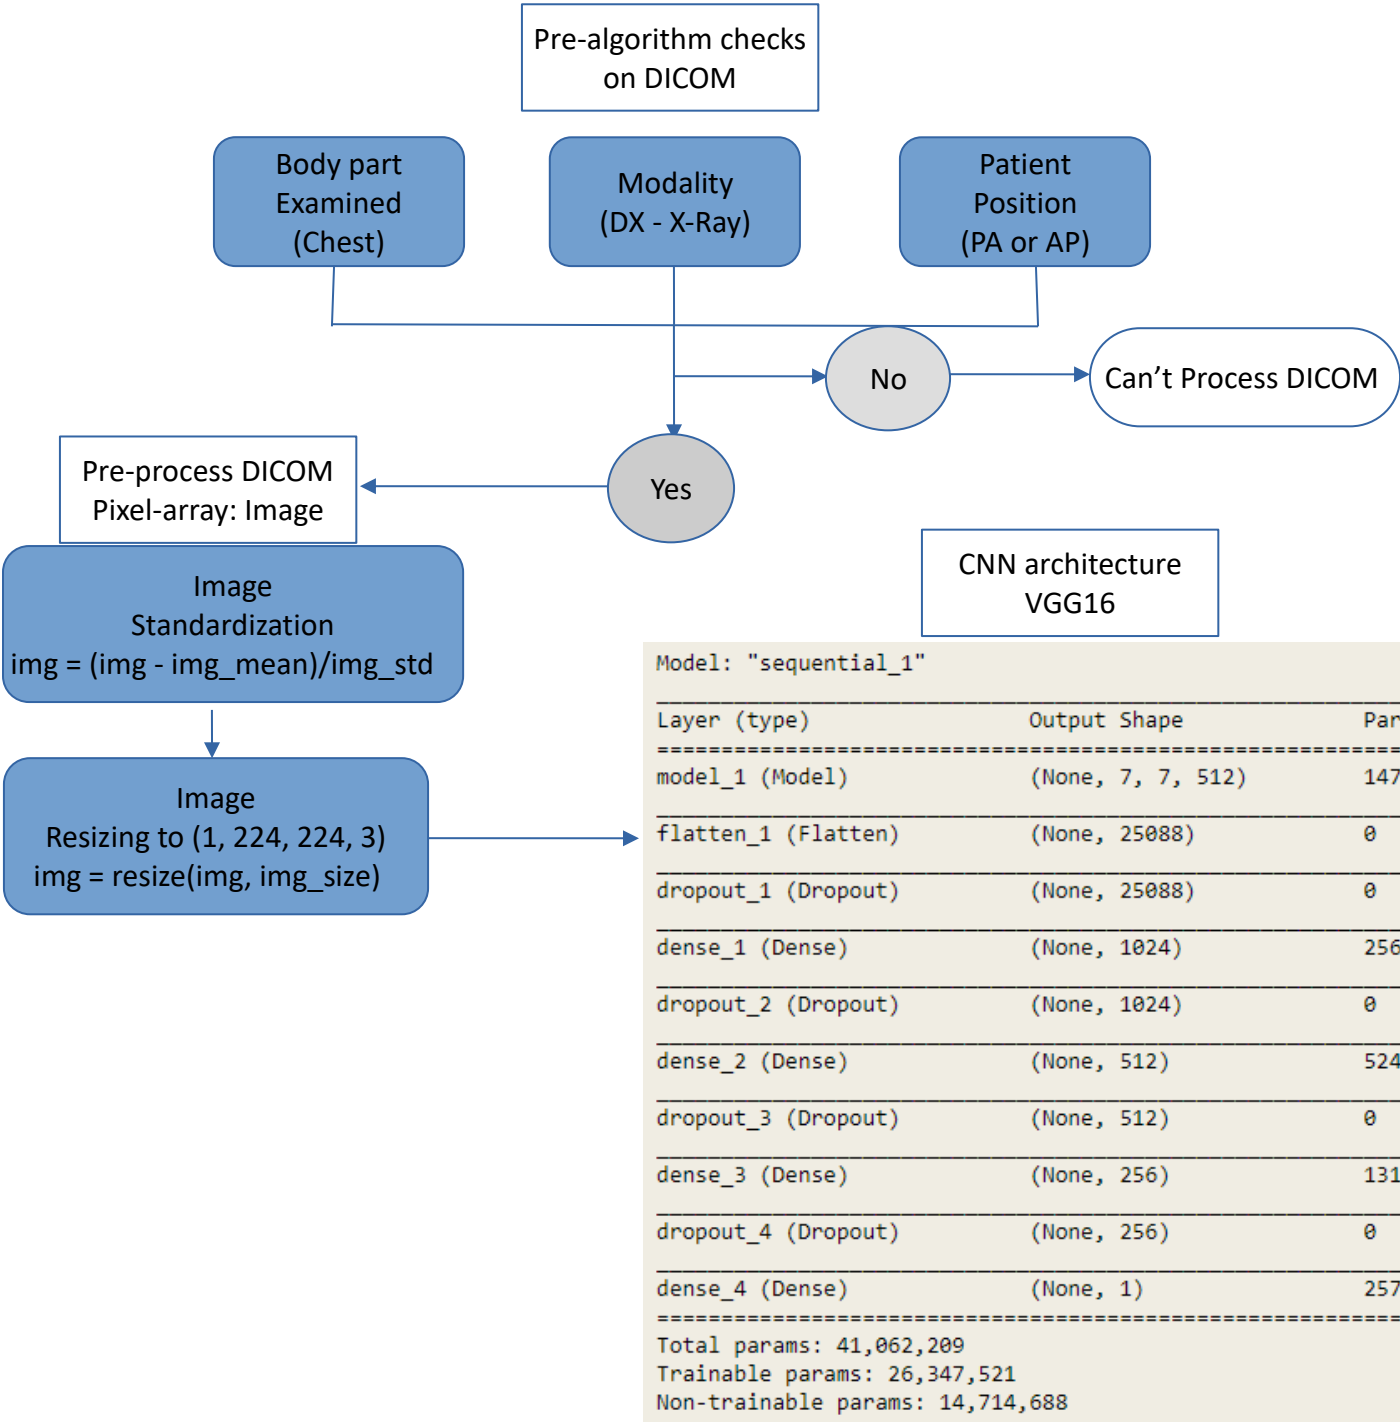 Pre-algorithm checks
on DICOM
Body part
Examined
(Chest)
Modality
(DX - X-Ray)
Patient
Position
(PA or AP)
No
Can’t Process DICOM
Yes
Pre-process DICOM
Pixel-array: Image
Image
Standardization
img = (img - img_mean)/img_std
Image
Resizing to (1, 224, 224, 3)
img = resize(img, img_size)
CNN architecture
VGG16
Model: "sequential_1"
Layer (type) Output Shape Par
model_1 (Model) (None, 7, 7, 512) 147
flatten_1 (Flatten) (None, 25088) 0
dropout_1 (Dropout) (None, 25088) 0
dense_1 (Dense) (None, 1024) 256
dropout_2 (Dropout) (None, 1024) 0
dense_2 (Dense) (None, 512) 524
dropout_3 (Dropout) (None, 512) 0
dense_3 (Dense) (None, 256) 131
dropout_4 (Dropout) (None, 256) 0
dense_4 (Dense) (None, 1) 257
Total params: 41,062,209
Trainable params: 26,347,521
Non-trainable params: 14,714,688